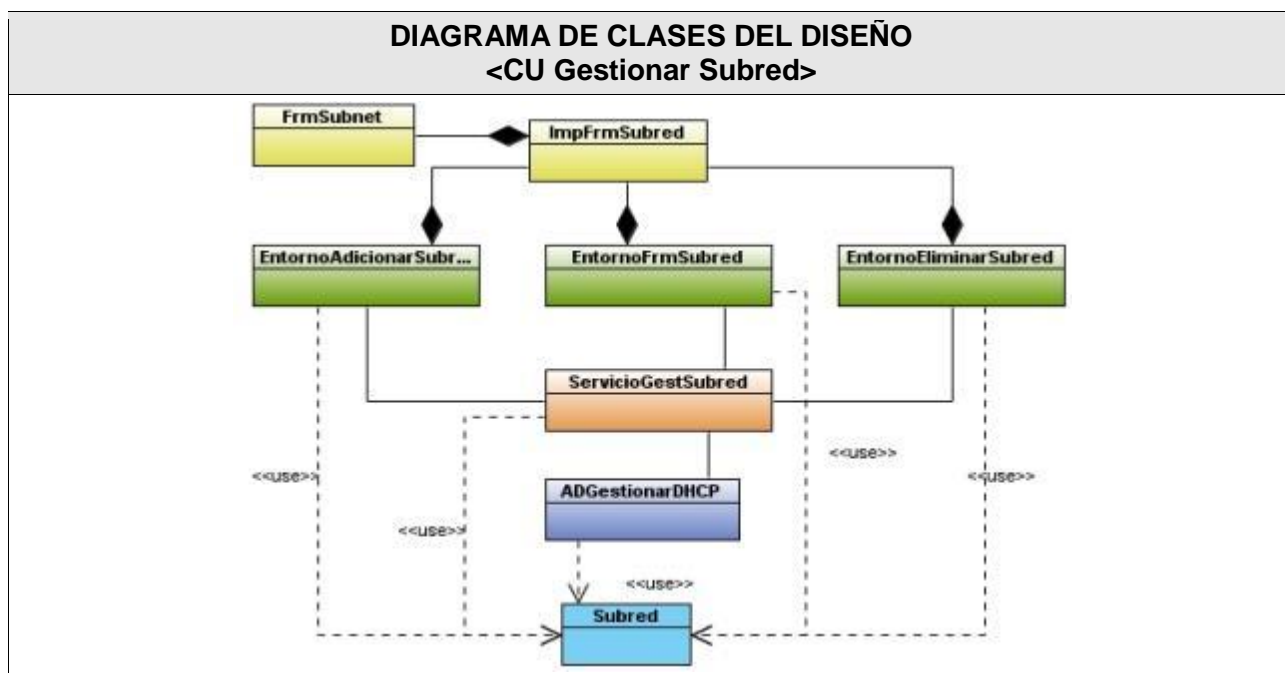 DIAGRAMA DE CLASES DEL DISEÑO
<CU Gestionar Subred>
FrmSubnet
ImpFrmSubred
EntornoAdicionarSubr...
EntornoFrmSubred
EntornoEliminarSubred
ServicioGestSubred
<<use>>
<<use>>
<<use>>
ADGestionarDHCP
<<use>>
<<use>>
Subred